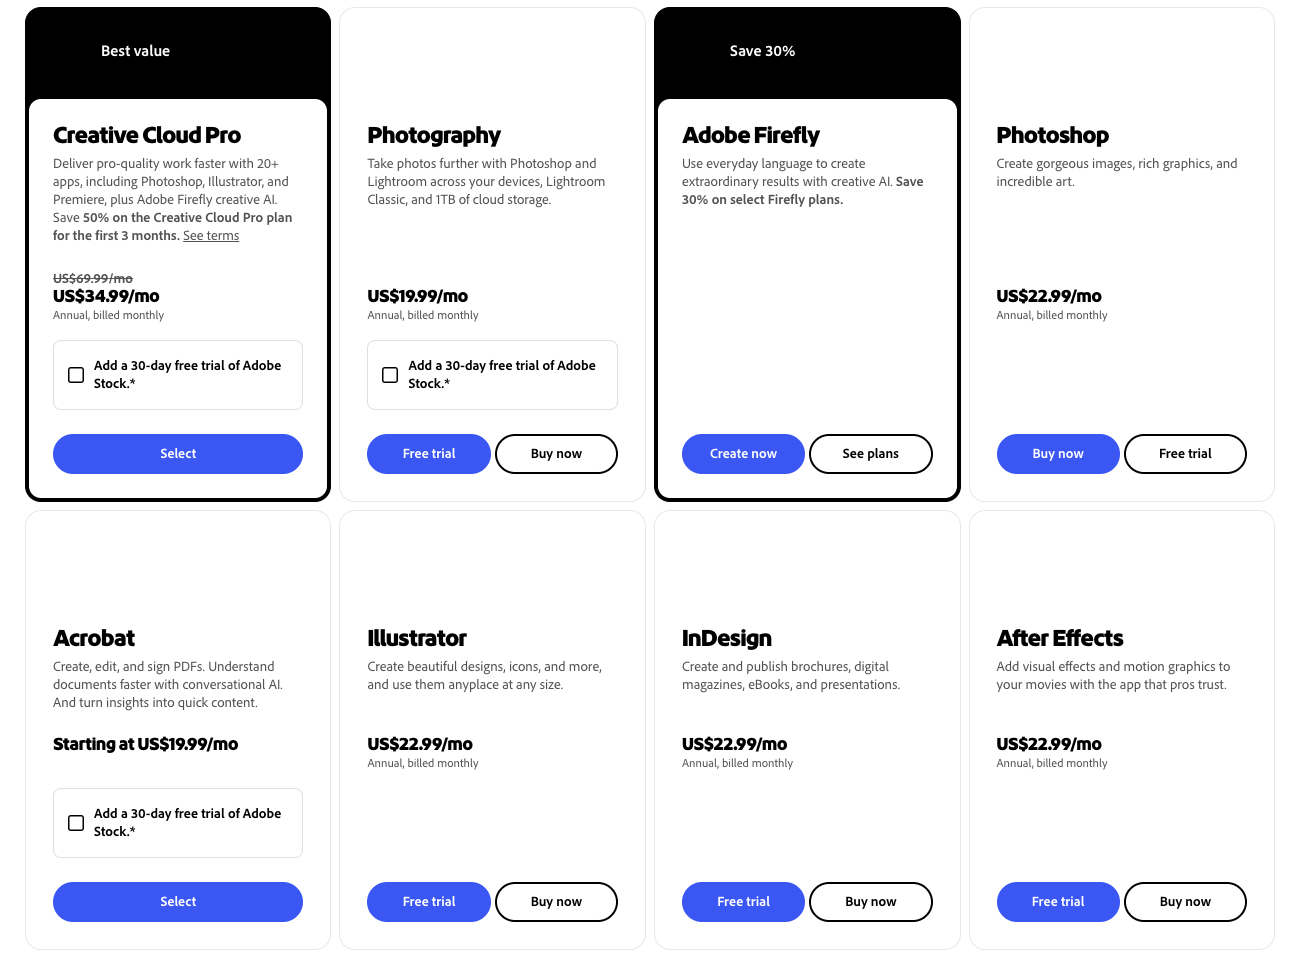 Best value
Creative Cloud Pro
Deliver pro-quality work faster with 20+
apps, including Photoshop, Illustrator, and
Premiere, plus Adobe Firefly creative AI.
Save 50% on the Creative Cloud Pro plan
for the first 3 months. See terms
US$69.99/mo
US$34.99/mo
Annual, billed monthly
Add a 30-day free trial of Adobe
Stock.*
Select
Photography
Take photos further with Photoshop and
Lightroom across your devices, Lightroom
Classic, and 1TB of cloud storage.
US$19.99/mo
Annual, billed monthly
Add a 30-day free trial of Adobe
Stock.*
Free trial
Buy now
Save 30%
Adobe Firefly
Use everyday language to create
extraordinary results with creative AI. Save
30% on select Firefly plans.
Create now
See plans
Photoshop
Create gorgeous images, rich graphics, and
incredible art.
US$22.99/mo
Annual, billed monthly
Buy now
Free trial
Acrobat
Create, edit, and sign PDFs. Understand
documents faster with conversational AI.
And turn insights into quick content.
Starting at US$19.99/mo
Add a 30-day free trial of Adobe
Stock.*
Select
Illustrator
Create beautiful designs, icons, and more,
and use them anyplace at any size.
US$22.99/mo
Annual, billed monthly
Free trial
Buy now
InDesign
Create and publish brochures, digital
magazines, eBooks, and presentations.
US$22.99/mo
Annual, billed monthly
Free trial
Buy now
After Effects
Add visual effects and motion graphics to
your movies with the app that pros trust.
US$22.99/mo
Annual, billed monthly
Free trial
Buy now